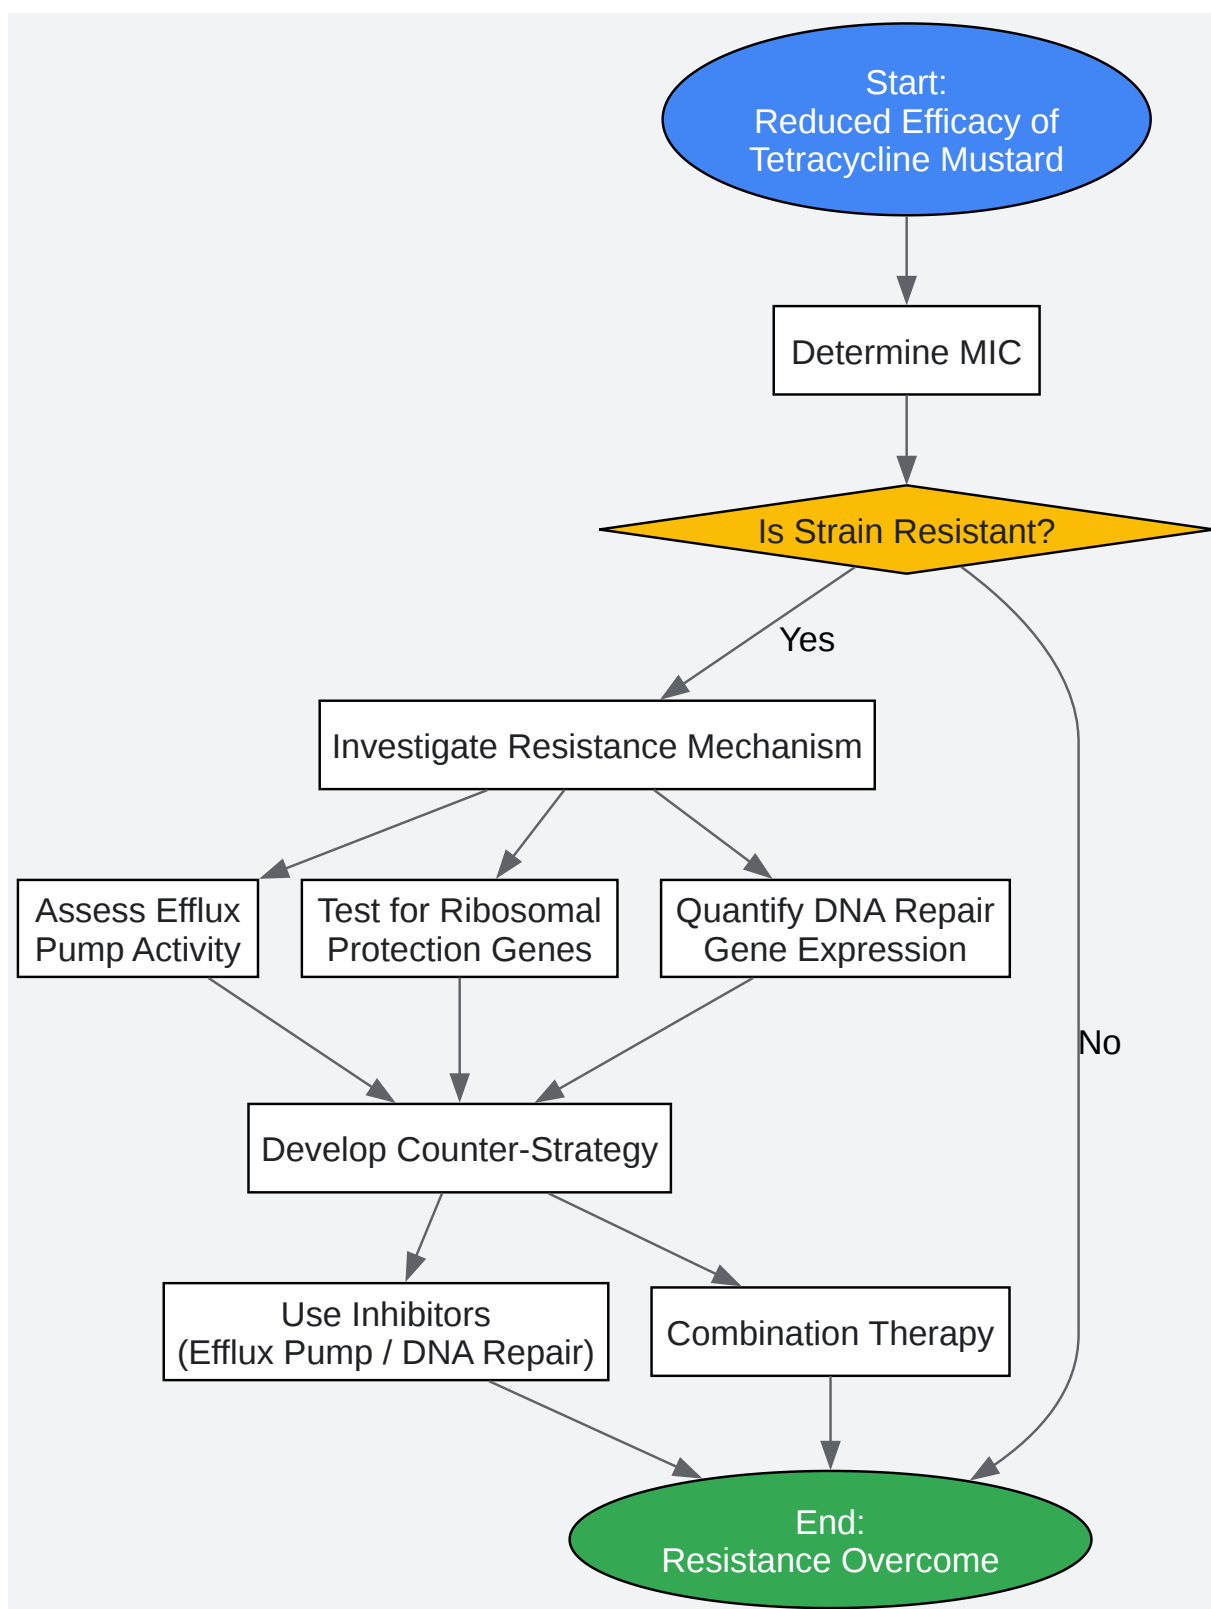 Start:
Reduced Efficacy of
Tetracycline Mustard
Determine MIC
Is Strain Resistant?
Yes
Investigate Resistance Mechanism
Assess Efflux
Pump Activity
Test for Ribosomal
Protection Genes
Quantify DNA Repair
Gene Expression
No
Develop Counter-Strategy
Use Inhibitors
(Efflux Pump / DNA Repair)
Combination Therapy
End:
Resistance Overcome